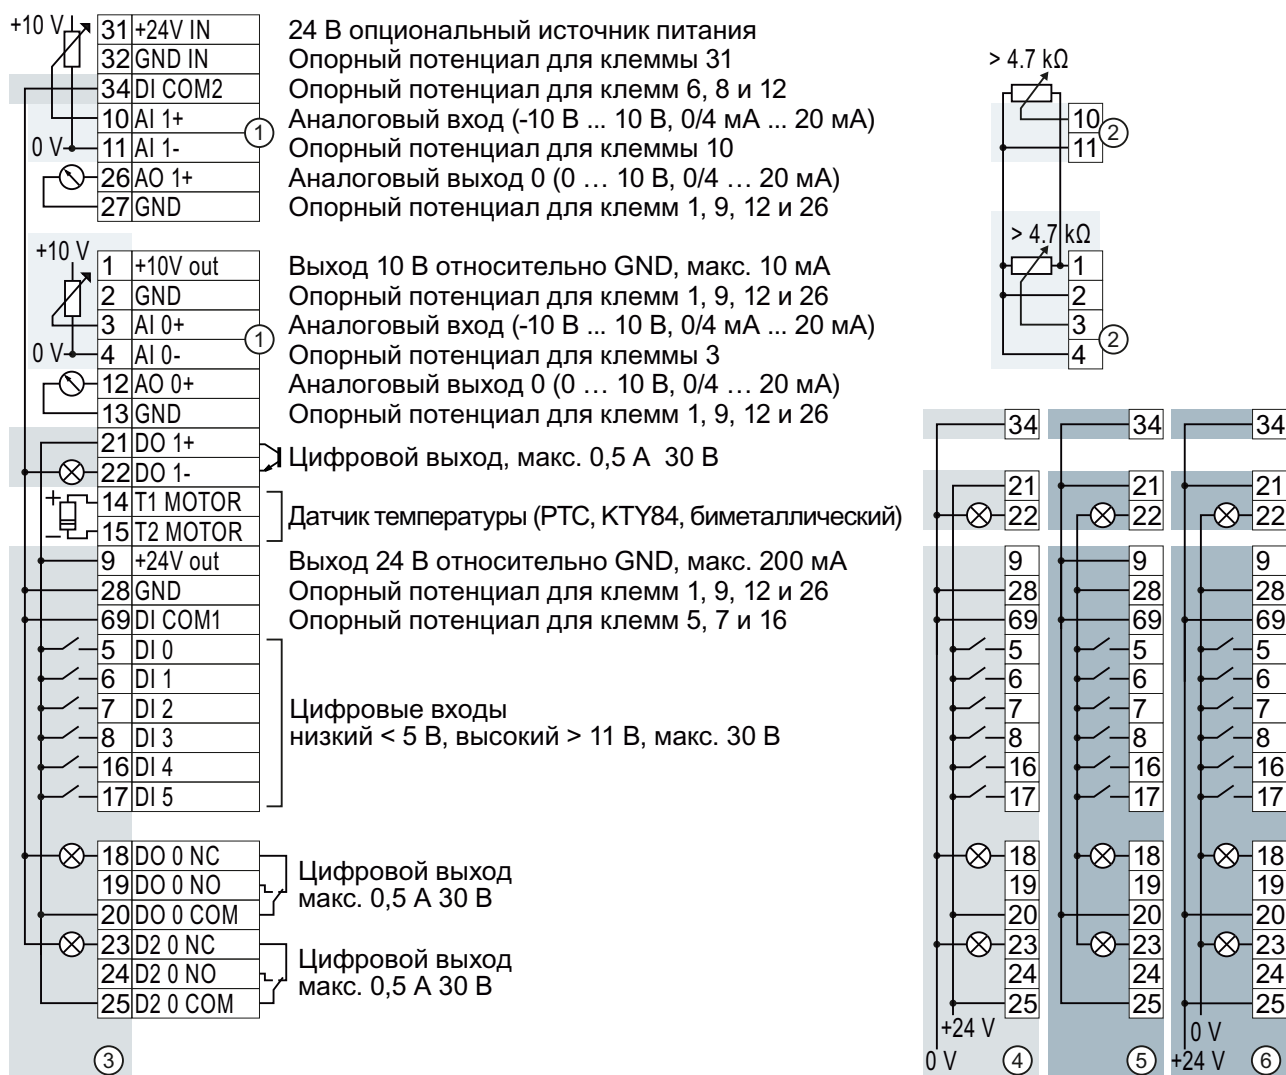 +10 V
31 +24V IN 24 В опциональный источник питания
32 GND IN Опорный потенциал для клеммы 31
34 DI COM2 Опорный потенциал для клемм 6, 8 и 12
10 AI 1+ Аналоговый вход (-10 В ... 10 В, 0/4 мА ... 20 мА)
1
0 V 11 AI 1- Опорный потенциал для клеммы 10
26 AO 1+ Аналоговый выход 0 (0 … 10 В, 0/4 … 20 мА)
27 GND Опорный потенциал для клемм 1, 9, 12 и 26
+10 V
1 +10V out Выход 10 В относительно GND, макс. 10 мА
2 GND Опорный потенциал для клемм 1, 9, 12 и 26
3 AI 0+ Аналоговый вход (-10 В ... 10 В, 0/4 мА ... 20 мА)
1
0 V 4 AI 0- Опорный потенциал для клеммы 3
12 AO 0+ Аналоговый выход 0 (0 … 10 В, 0/4 … 20 мА)
13 GND Опорный потенциал для клемм 1, 9, 12 и 26
21 DO 1+
Цифровой выход, макс. 0,5 А 30 В
22 DO 1-
+ 14 T1 MOTOR
Датчик температуры (PTC, KTY84, биметаллический)
− 15 T2 MOTOR
9 +24V out Выход 24 В относительно GND, макс. 200 мА
28 GND Опорный потенциал для клемм 1, 9, 12 и 26
69 DI COM1 Опорный потенциал для клемм 5, 7 и 16
5 DI 0
6 DI 1
7 DI 2
Цифровые входы
8 DI 3
низкий < 5 В, высокий > 11 В, макс. 30 В
16 DI 4
17 DI 5
18 DO 0 NC
Цифровой выход
19 DO 0 NO
макс. 0,5 А 30 В
20 DO 0 COM
23 D2 0 NC
Цифровой выход
24 D2 0 NO
макс. 0,5 А 30 В
25 D2 0 COM
3
> 4.7 kΩ
10
2
11
> 4.7 kΩ
1
2
3
2
4
34 34 34
21 21 21
22 22 22
9 9 9
28 28 28
69 69 69
5 5 5
6 6 6
7 7 7
8 8 8
16 16 16
17 17 17
18 18 18
19 19 19
20 20 20
23 23 23
24 24 24
25 25 25
+24 V 0 V
0 V 4 5 +24 V 6